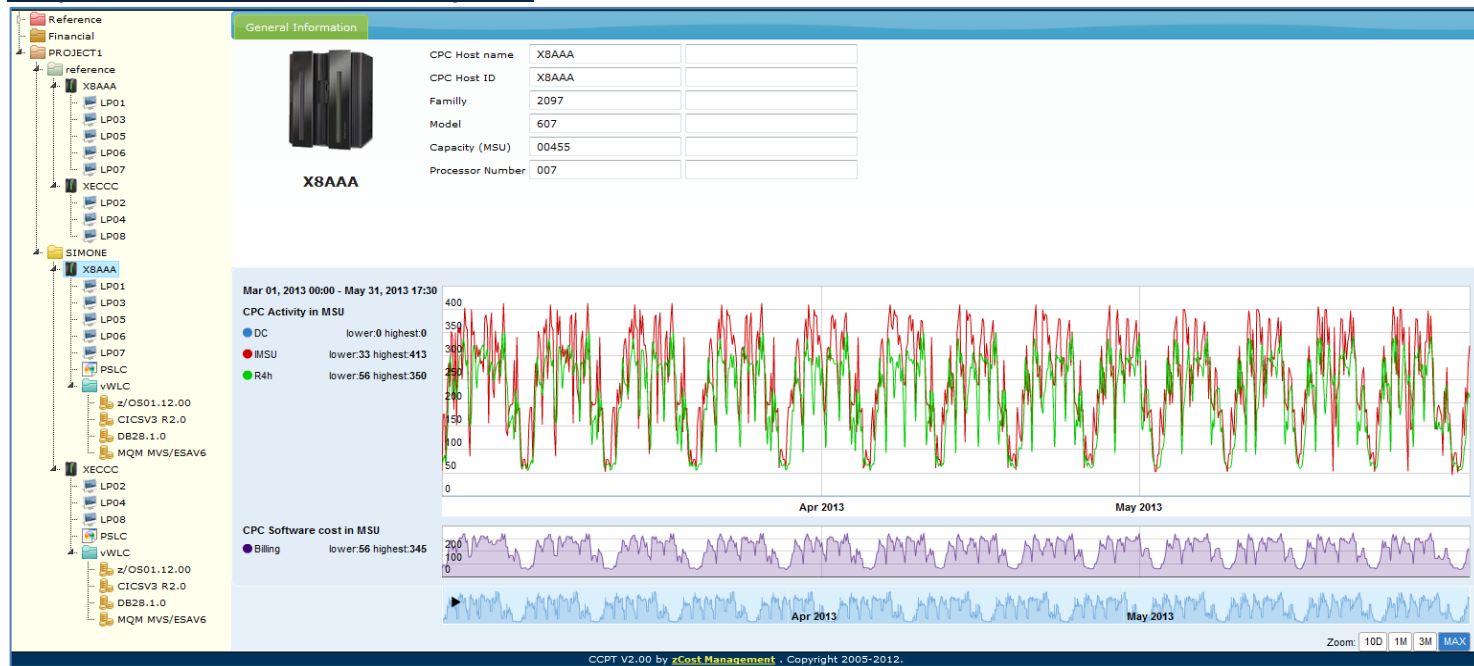 Reference
Financial
PROJECT1
reference
X8AAA
LP01
LP03
LP05
LP06
LP07
XECCC
LP02
LP04
LP08
SIMONE
X8AAA
LP01
LP03
LP05
LP06
LP07
PSLC
vWLC
z/OS01.12.00
CICSV3 R2.0
DB28.1.0
MQM MVS/ESAV6
XECCC
LP02
LP04
LP08
PSLC
vWLC
z/OS01.12.00
CICSV3 R2.0
DB28.1.0
MQM MVS/ESAV6
General Information
X8AAA
CPC Host name X8AAA
CPC Host ID X8AAA
Familly 2097
Model 607
Capacity (MSU) 00455
Processor Number 007
Mar 01, 2013 00:00 - May 31, 2013 17:30
CPC Activity in MSU
DC lower:0 highest:0
IMSU lower:33 highest:413
R4h lower:56 highest:350
400
350
300
250
200
150
100
50
0
Apr 2013 May 2013
CPC Software cost in MSU
Billing lower:56 highest:345
200
100
0
Apr 2013 May 2013
Zoom: 10D 1M 3M MAX
CCPT V2.00 by zCost Management . Copyright 2005-2012.